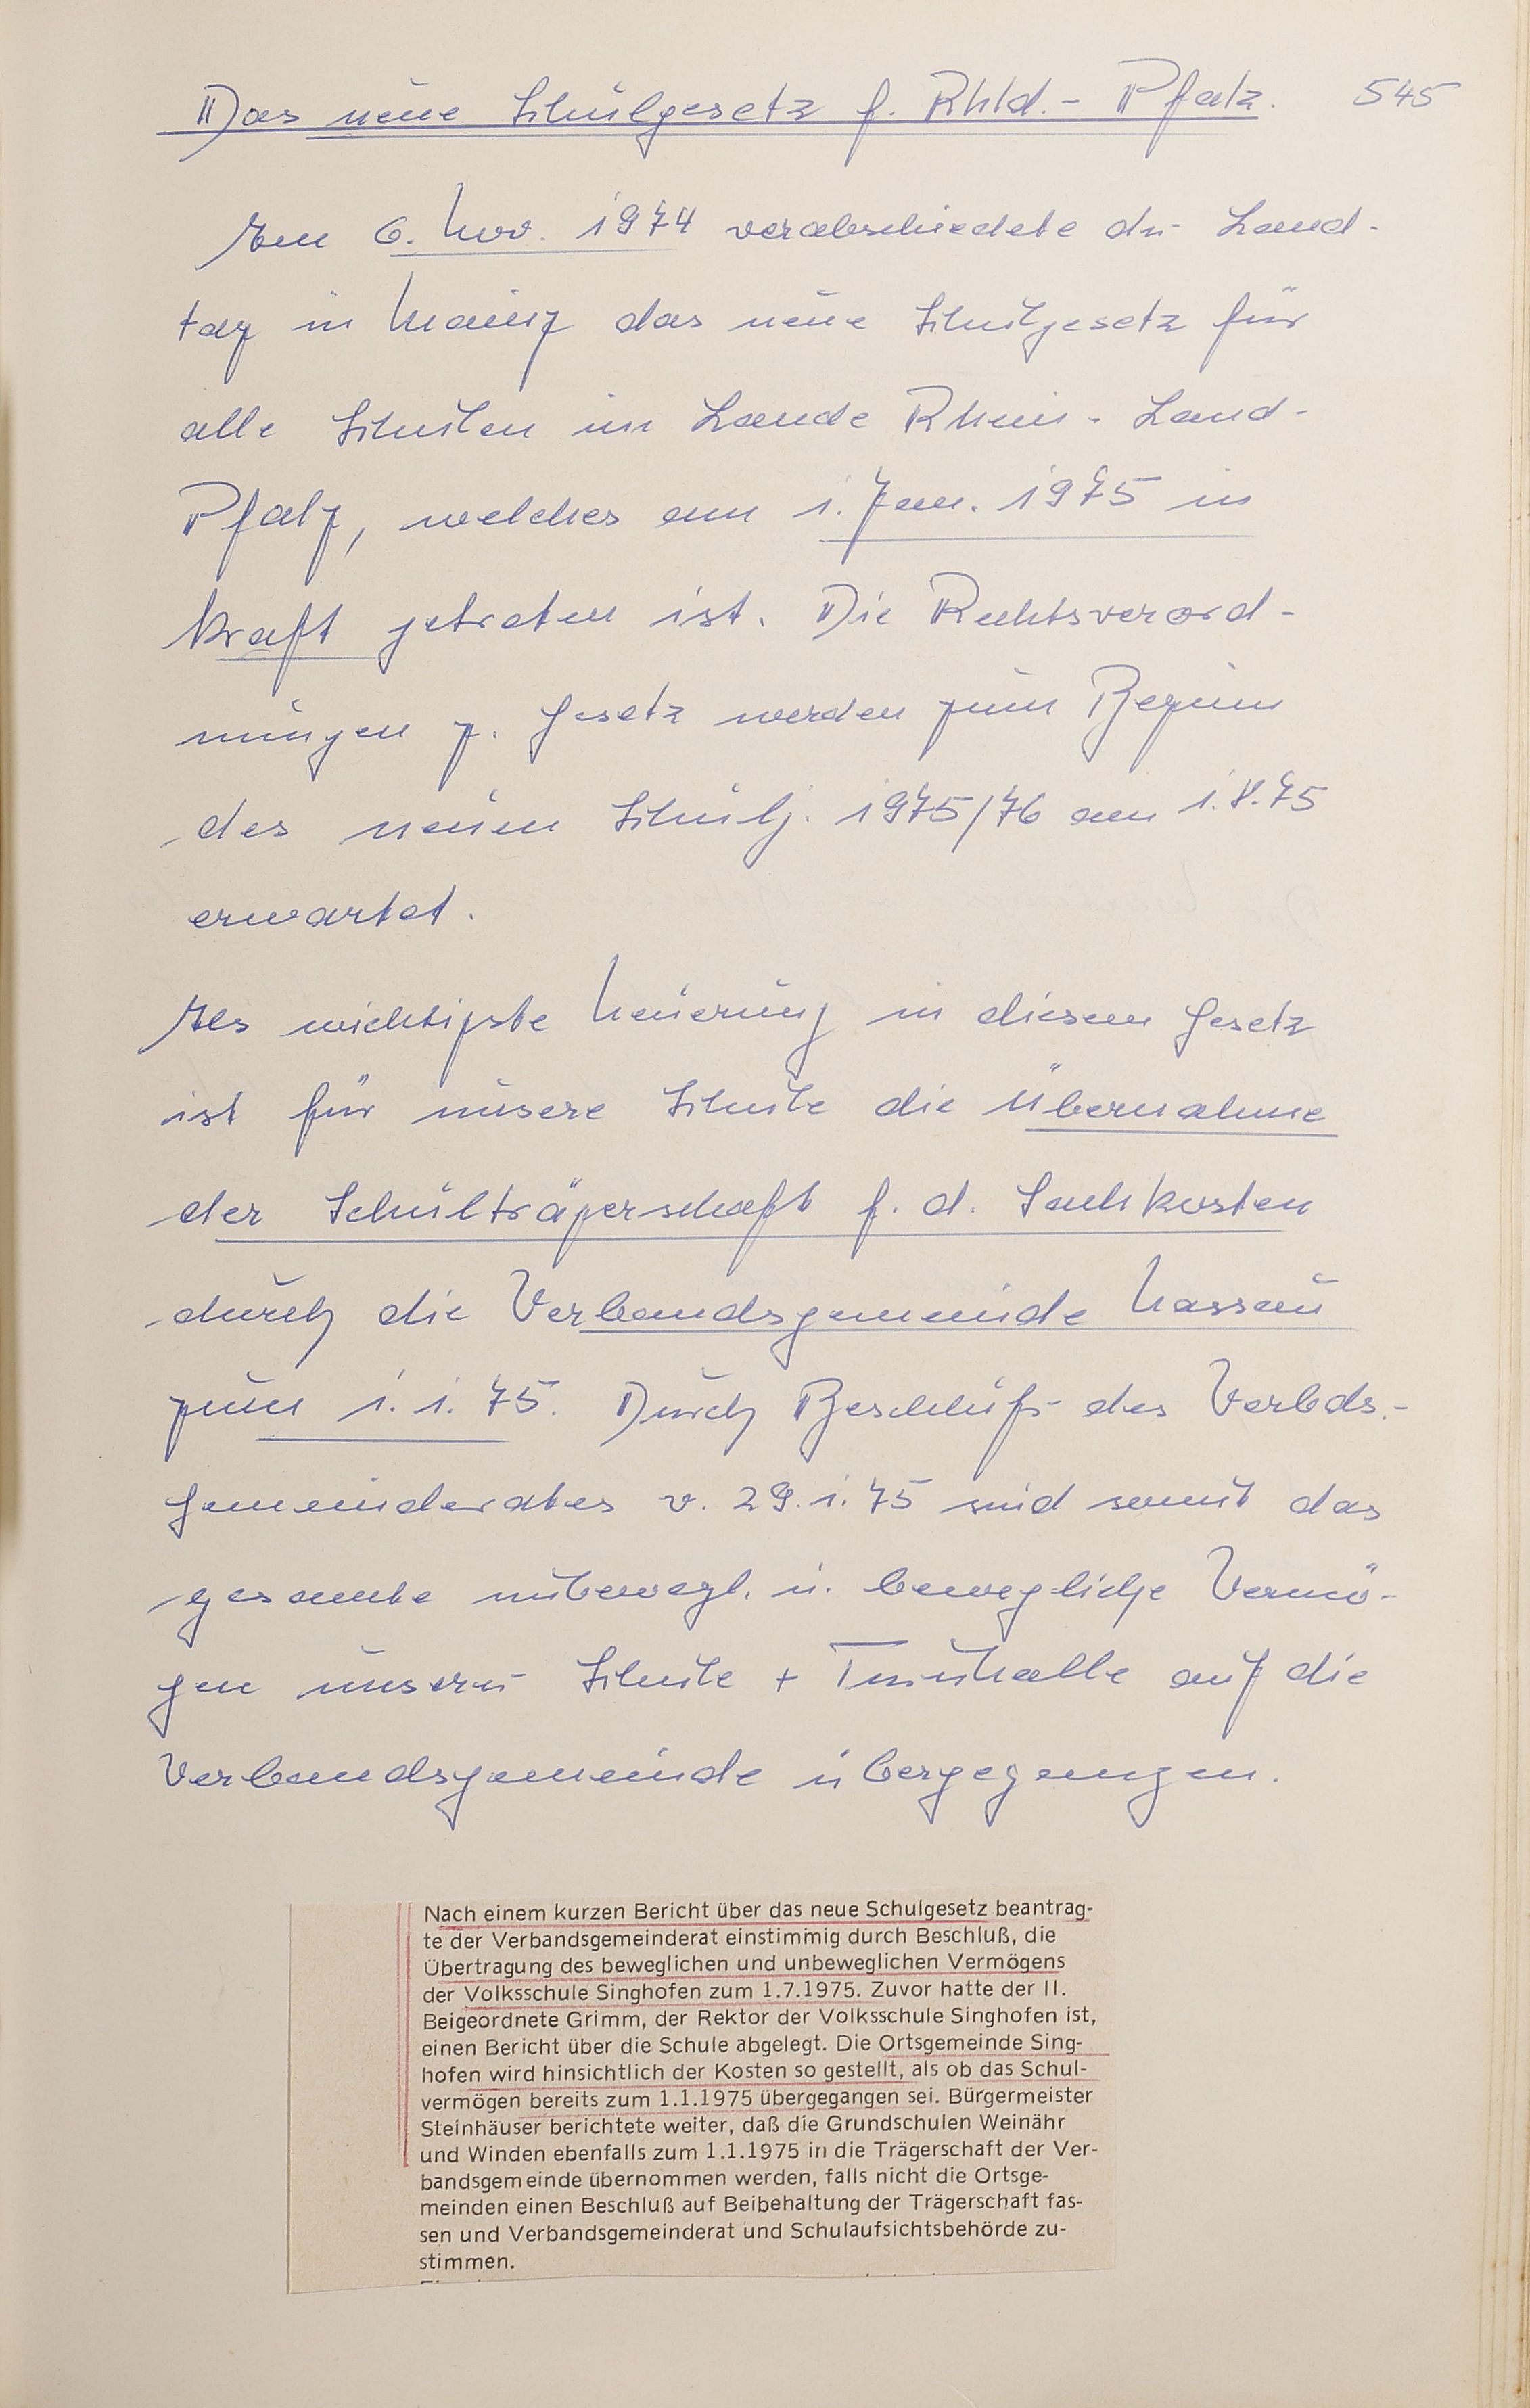 Das neue Schulgesetz f. Rhld.- Pfalz. 545
Am 6. Nov. 1974 verabschiedete der Land-
tag in Mainz das neue Schulgesetz für
alle Schulen im Lande Rhein-Land-
Pfalz, welches am 1. Jan. 1975 in
Kraft getreten ist. Die Rechtsverord-
nungen z. Gesetz werden zum Beginn
des neuen Schulj. 1975/76 am 1.8.75
erwartet.
Als wichtigste Neuerung in diesem Gesetz
ist für unsere Schule die Übernahme
der Schulträgerschaft f. d. Sachkosten
durch die Verbandsgemeinde Nassau
zum 1.1.75. Durch Beschluß des Verbds.-
gemeinderates v. 29.1.75 sind somit das
gesamte unbewegl. u. bewegliche Vermö-
gen unserer Schule + Turnhalle auf die
Verbandsgemeinde übergegangen.
Nach einem kurzen Bericht über das neue Schulgesetz beantrag-
te der Verbandsgemeinderat einstimmig durch Beschluß, die
Übertragung des beweglichen und unbeweglichen Vermögens
der Volksschule Singhofen zum 1.7.1975. Zuvor hatte der II.
Beigeordnete Grimm, der Rektor der Volksschule Singhofen ist,
einen Bericht über die Schule abgelegt. Die Ortsgemeinde Sing-
hofen wird hinsichtlich der Kosten so gestellt, als ob das Schul-
vermögen bereits zum 1.1.1975 übergegangen sei. Bürgermeister
Steinhäuser berichtete weiter, daß die Grundschulen Weinähr
und Winden ebenfalls zum 1.1.1975 in die Trägerschaft der Ver-
bandsgemeinde übernommen werden, falls nicht die Ortsge-
meinden einen Beschluß auf Beibehaltung der Trägerschaft fas-
sen und Verbandsgemeinderat und Schulaufsichtsbehörde zu-
stimmen.